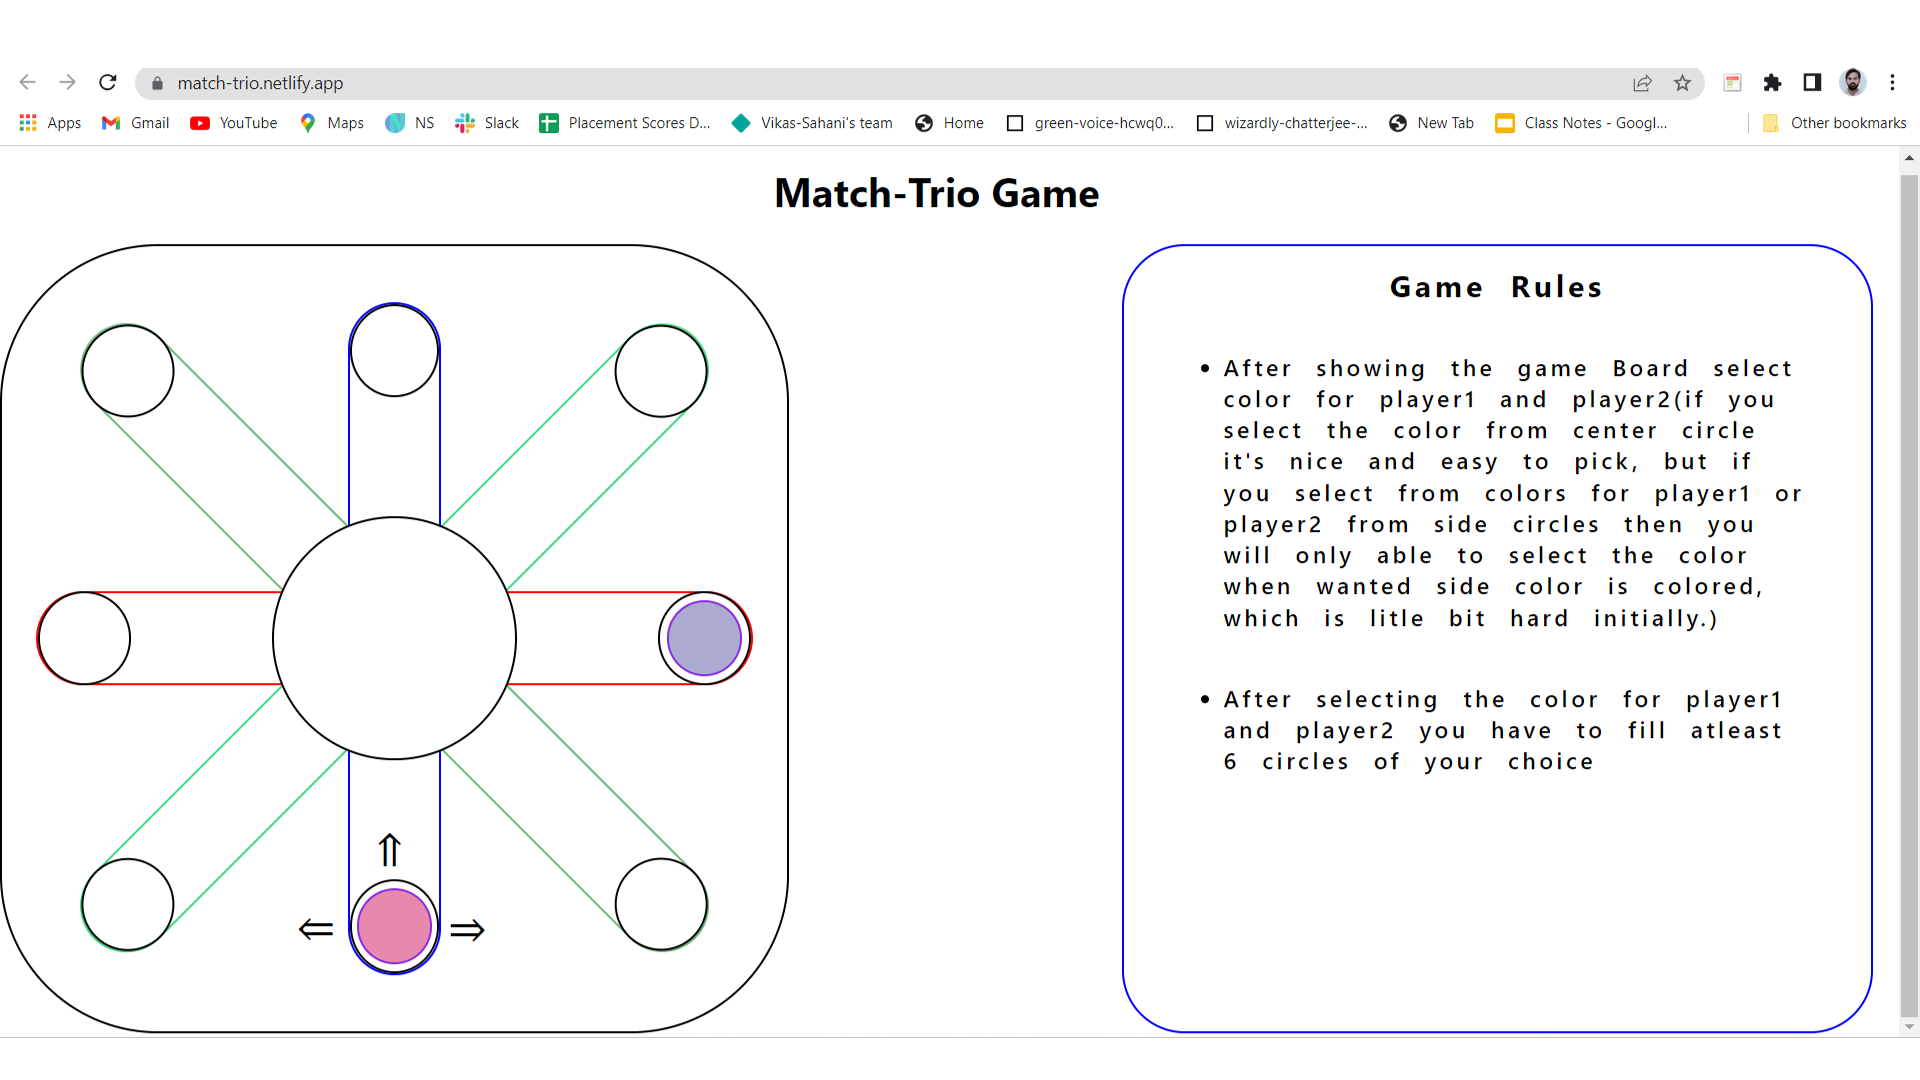 match-trio.netlify.app
Apps Gmail YouTube Maps NS Slack Placement Scores D... Vikas-Sahani's team Home green-voice-hcwq0... wizardly-chatterjee-... New Tab Class Notes - Googl... Other bookmarks
Match-Trio Game
Game Rules
• After showing the game Board select
color for player1 and player2(if you
select the color from center circle
it's nice and easy to pick, but if
you select from colors for player1 or
player2 from side circles then you
will only able to select the color
when wanted side color is colored,
which is litle bit hard initially.)
• After selecting the color for player1
and player2 you have to fill atleast
6 circles of your choice
⇑
⇐ ⇒